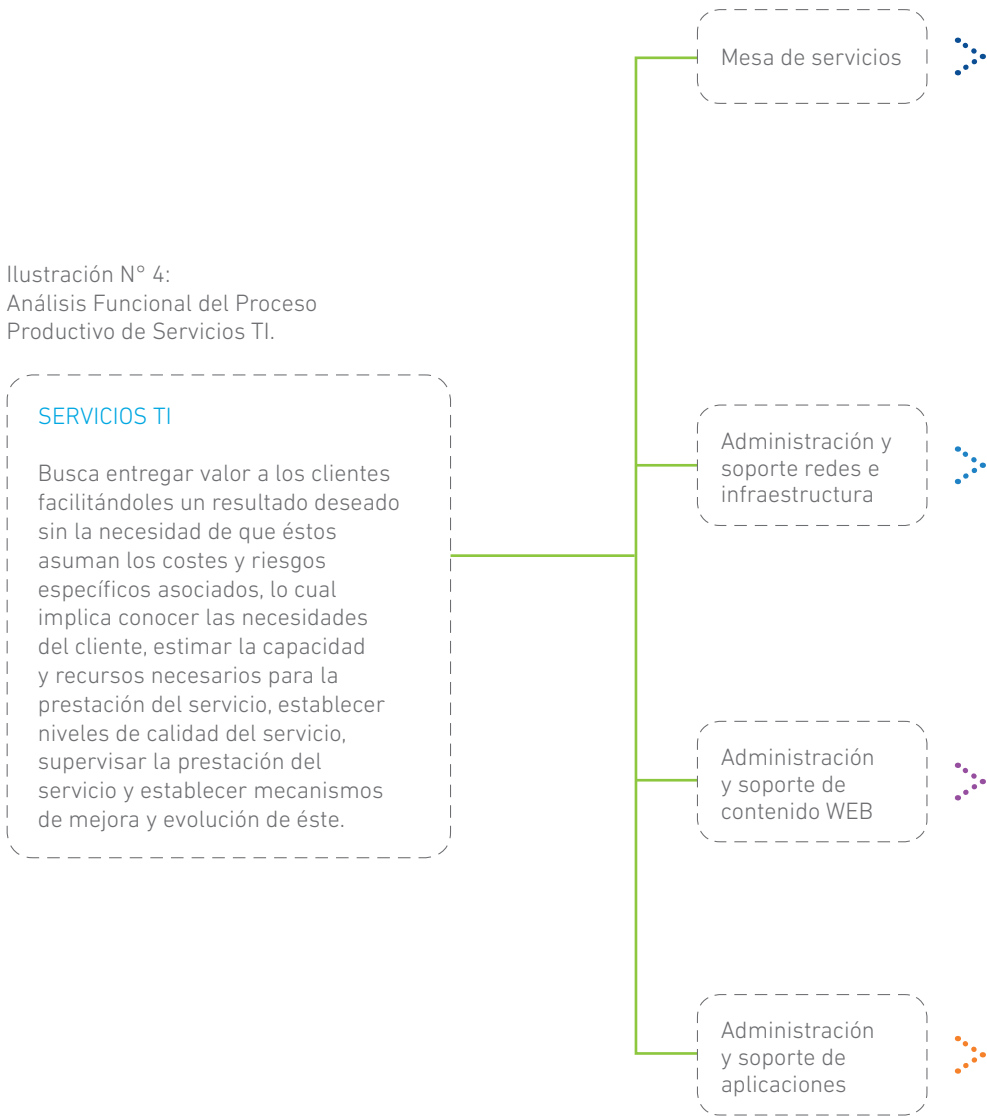 Ilustración N° 4:
Análisis Funcional del Proceso
Productivo de Servicios TI.
SERVICIOS TI
Busca entregar valor a los clientes
facilitándoles un resultado deseado
sin la necesidad de que éstos
asuman los costes y riesgos
específicos asociados, lo cual
implica conocer las necesidades
del cliente, estimar la capacidad
y recursos necesarios para la
prestación del servicio, establecer
niveles de calidad del servicio,
supervisar la prestación del
servicio y establecer mecanismos
de mejora y evolución de éste.
Mesa de servicios
Administración y
soporte redes e
infraestructura
Administración
y soporte de
contenido WEB
Administración
y soporte de
aplicaciones